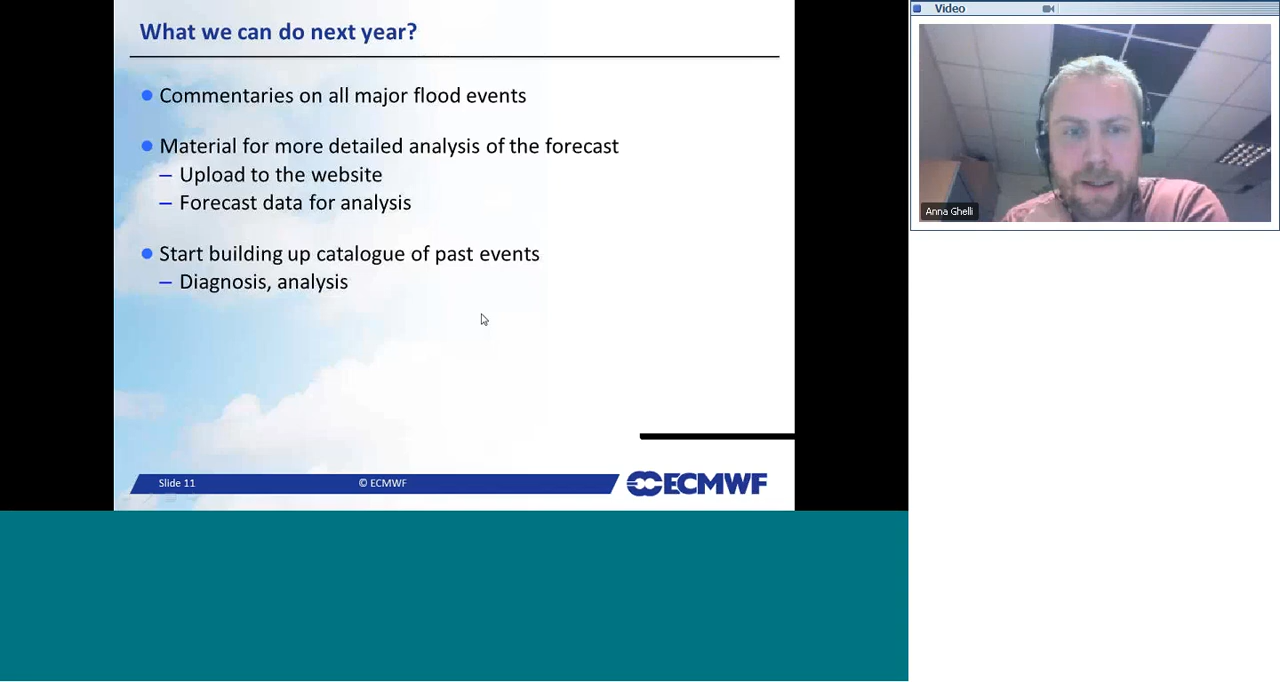 What we can do next year?
Commentaries on all major flood events
Material for more detailed analysis of the forecast
– Upload to the website
– Forecast data for analysis
Start building up catalogue of past events
– Diagnosis, analysis
Slide 11
© ECMWF
ECMWF
Video
Anna Ghelli